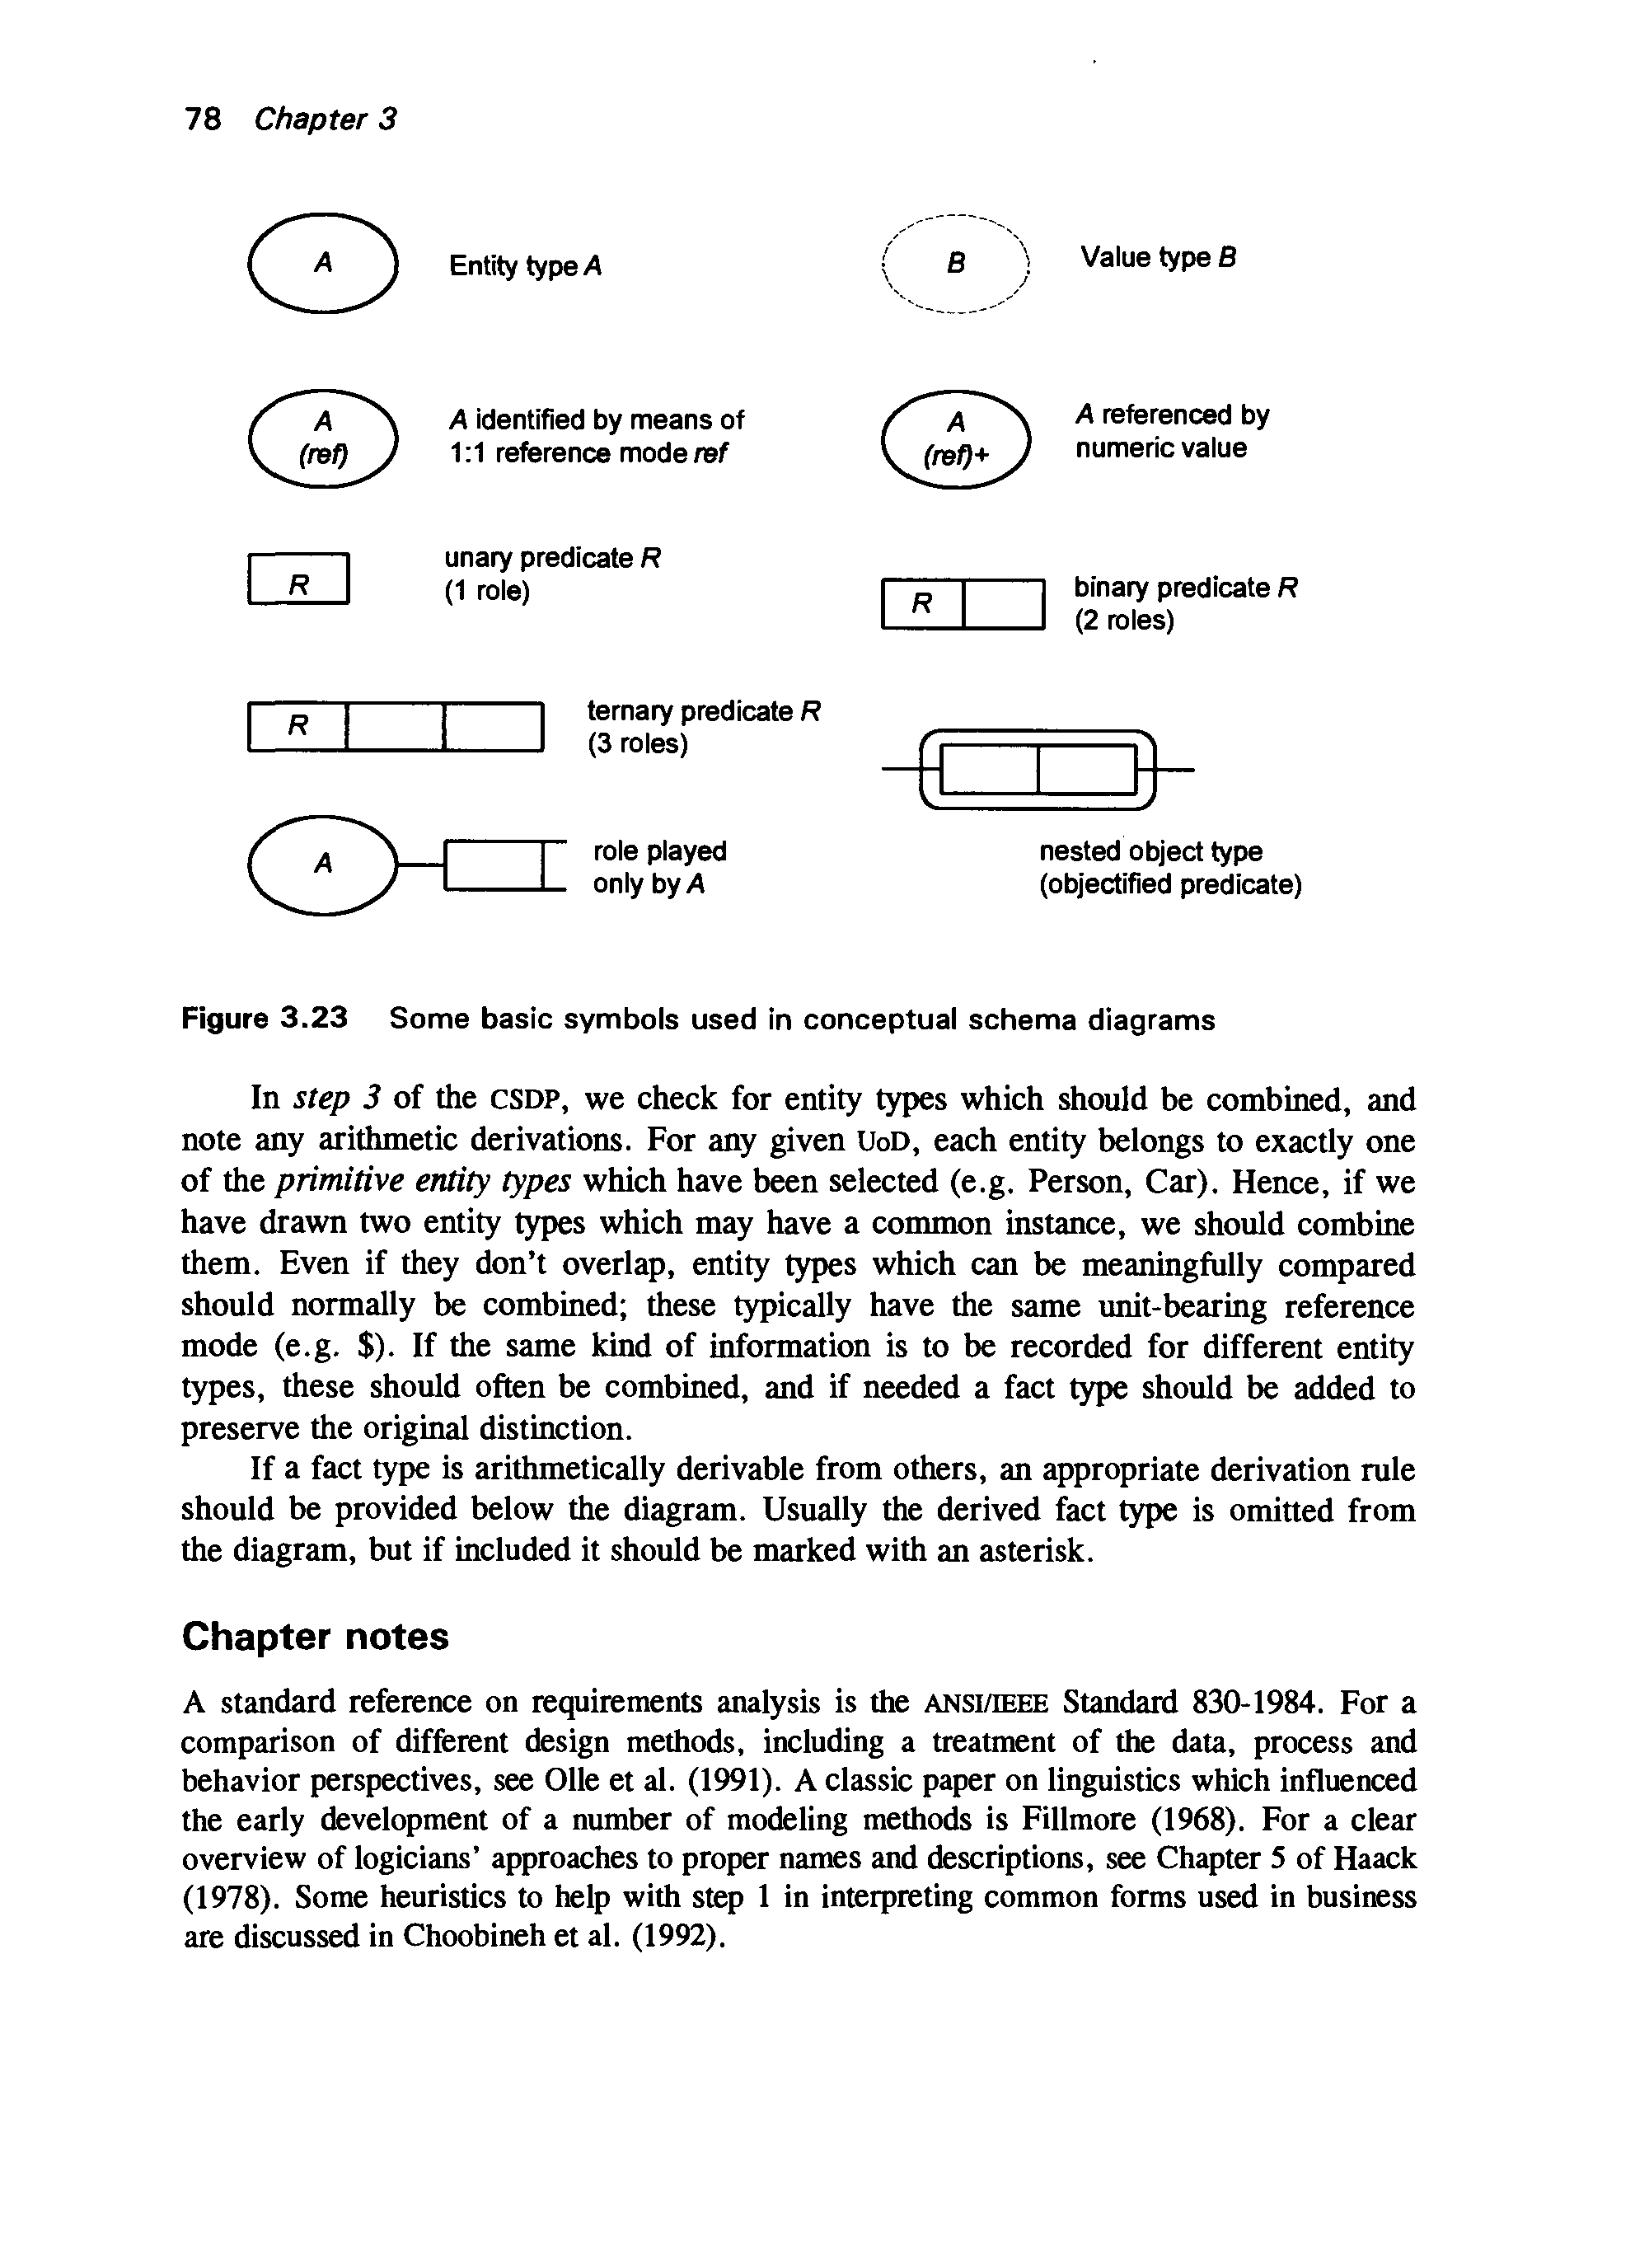 78 Chapter 3
A
Entity type A
B
Value type B
A
(ref)
A identified by means of
1:1 reference mode ref
A
(ref)+
A referenced by
numeric value
R
unary predicate R
(1 role)
R
binary predicate R
(2 roles)
R
ternary predicate R
(3 roles)
A
role played
only by A
nested object type
(objectified predicate)
Figure 3.23 Some basic symbols used in conceptual schema diagrams
In step 3 of the CSDP, we check for entity types which should be combined, and
note any arithmetic derivations. For any given UoD, each entity belongs to exactly one
of the primitive entity types which have been selected (e.g. Person, Car). Hence, if we
have drawn two entity types which may have a common instance, we should combine
them. Even if they don't overlap, entity types which can be meaningfully compared
should normally be combined; these typically have the same unit-bearing reference
mode (e.g. $). If the same kind of information is to be recorded for different entity
types, these should often be combined, and if needed a fact type should be added to
preserve the original distinction.
If a fact type is arithmetically derivable from others, an appropriate derivation rule
should be provided below the diagram. Usually the derived fact type is omitted from
the diagram, but if included it should be marked with an asterisk.
Chapter notes
A standard reference on requirements analysis is the ANSI/IEEE Standard 830-1984. For a
comparison of different design methods, including a treatment of the data, process and
behavior perspectives, see Olle et al. (1991). A classic paper on linguistics which influenced
the early development of a number of modeling methods is Fillmore (1968). For a clear
overview of logicians' approaches to proper names and descriptions, see Chapter 5 of Haack
(1978). Some heuristics to help with step 1 in interpreting common forms used in business
are discussed in Choobineh et al. (1992).